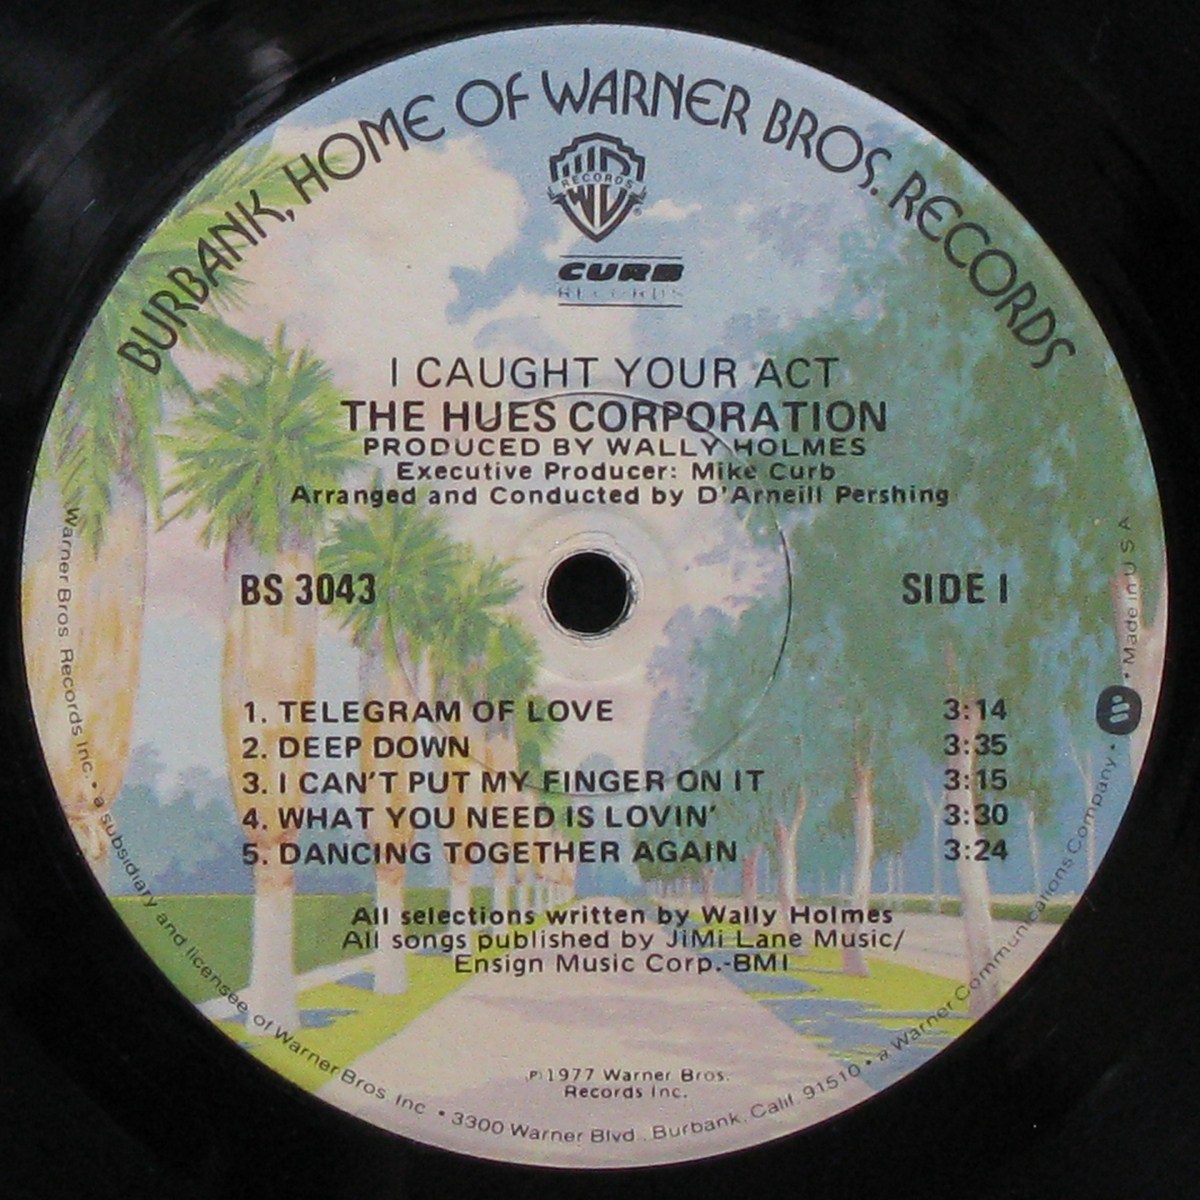 BURBANK, HOME OF WARNER BROS. RECORDS
RECORDS
CURB
RECORDS
I CAUGHT YOUR ACT
THE HUES CORPORATION
PRODUCED BY WALLY HOLMES
Executive Producer: Mike Curb
Arranged and Conducted by D'Arneill Pershing
BS 3043
SIDE I
1. TELEGRAM OF LOVE 3:14
2. DEEP DOWN 3:35
3. I CAN'T PUT MY FINGER ON IT 3:15
4. WHAT YOU NEED IS LOVIN' 3:30
5. DANCING TOGETHER AGAIN 3:24
All selections written by Wally Holmes
All songs published by JiMi Lane Music/
Ensign Music Corp.-BMI
℗1977 Warner Bros.
Records Inc.
Warner Bros. Records Inc. • a subsidiary and licensee of Warner Bros. Inc. • 3300 Warner Blvd., Burbank, Calif. 91510 • a Warner Communications Company • Made in U S A